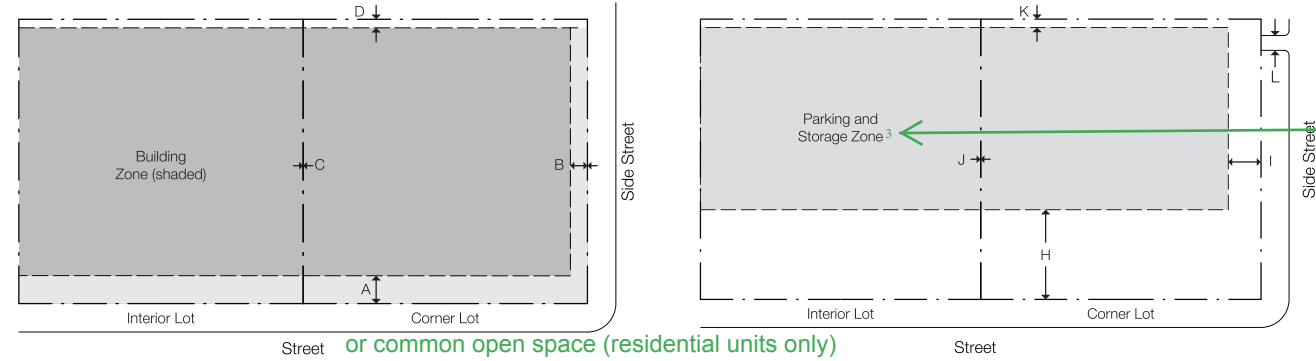 D
Building
Zone (shaded)
C
B
A
Side Street
Interior Lot
Corner Lot
Street
or common open space (residential units only)
K
L
Parking and
Storage Zone3
J
I
H
Side Street
Interior Lot
Corner Lot
Street